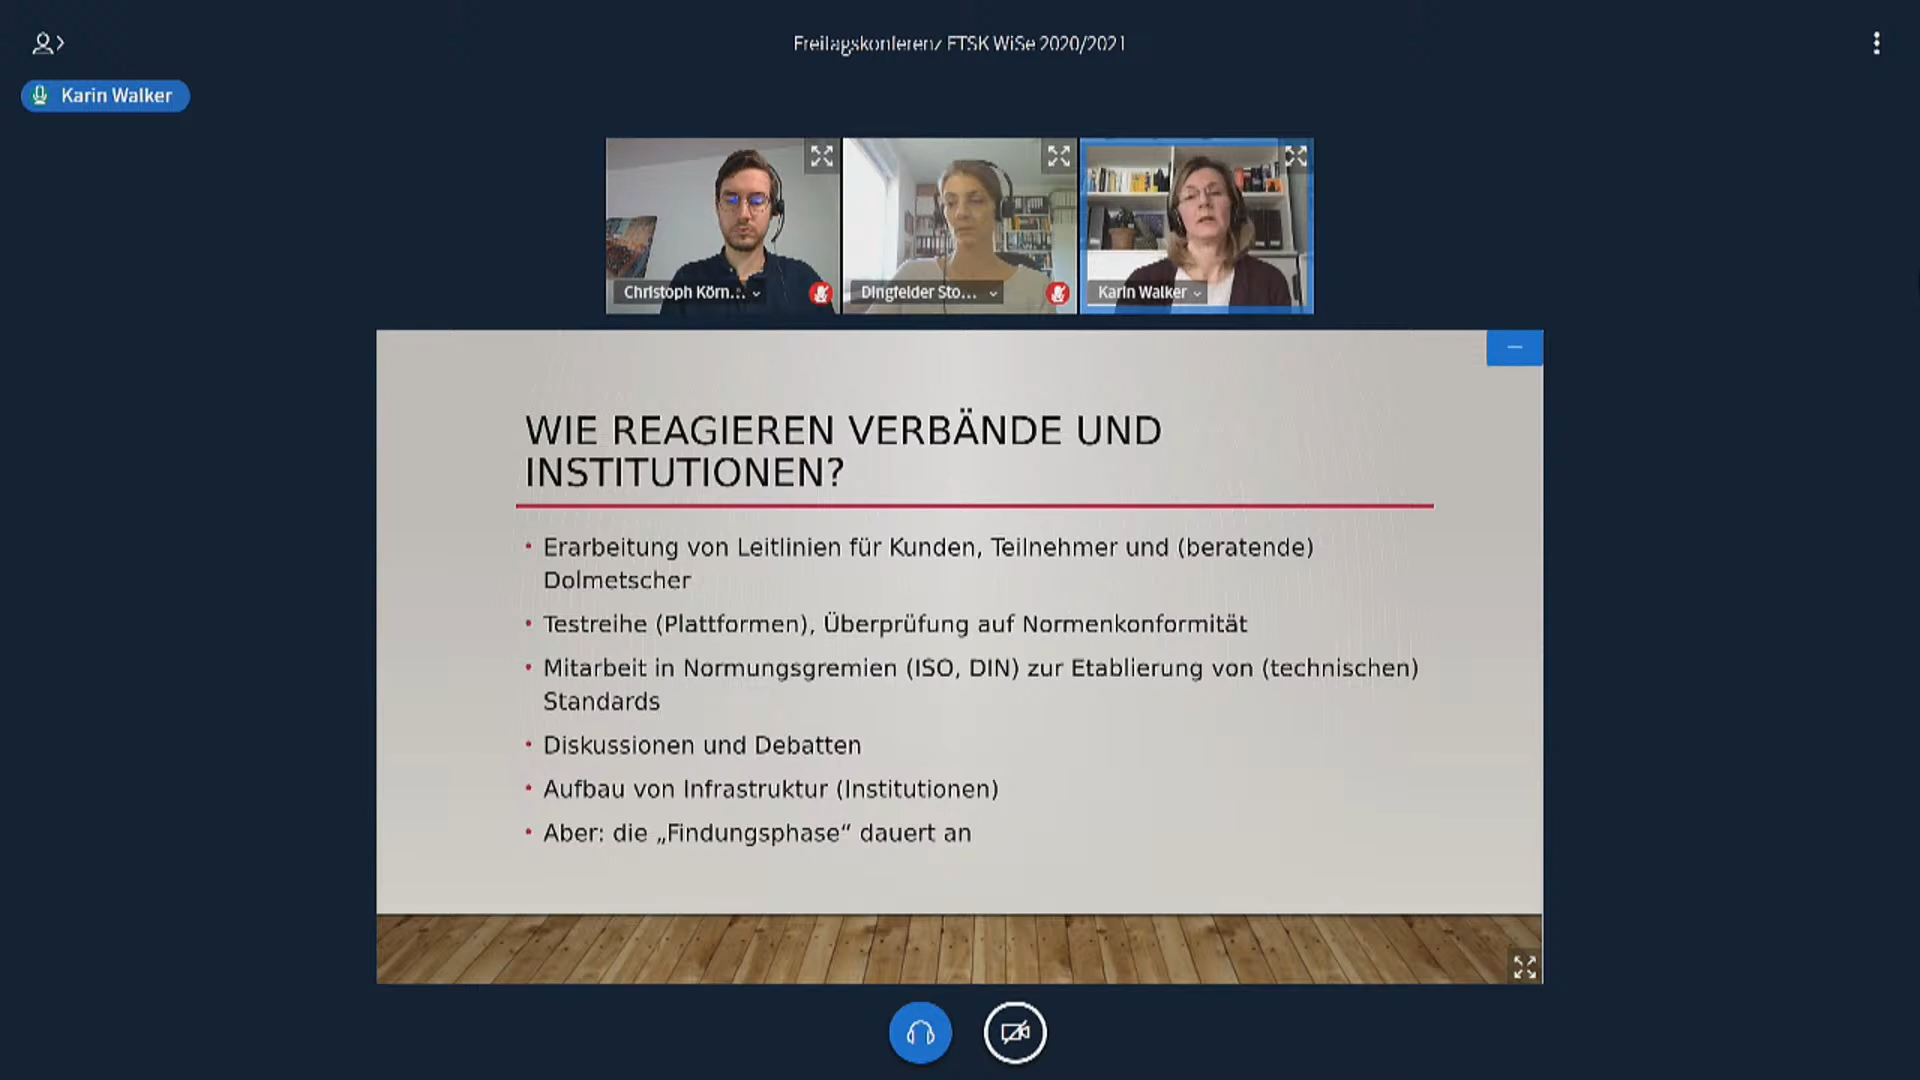 Freitagskonferenz FTSK WiSe 2020/2021
Karin Walker
Christoph Körn...
Dingfelder Sto...
Karin Walker
WIE REAGIEREN VERBÄNDE UND
INSTITUTIONEN?
• Erarbeitung von Leitlinien für Kunden, Teilnehmer und (beratende)
Dolmetscher
• Testreihe (Plattformen), Überprüfung auf Normenkonformität
• Mitarbeit in Normungsgremien (ISO, DIN) zur Etablierung von (technischen)
Standards
• Diskussionen und Debatten
• Aufbau von Infrastruktur (Institutionen)
• Aber: die „Findungsphase“ dauert an